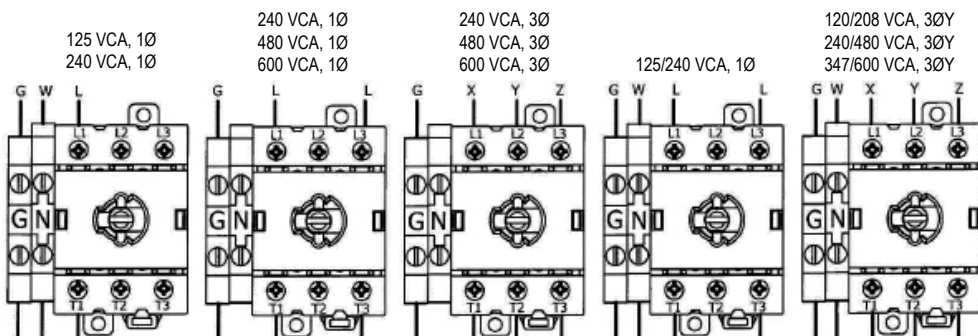 125 VCA, 1Ø
240 VCA, 1Ø
G W L
L1 L2 L3
G N
T1 T2 T3
240 VCA, 1Ø
480 VCA, 1Ø
600 VCA, 1Ø
G L L
L1 L2 L3
G N
T1 T2 T3
240 VCA, 3Ø
480 VCA, 3Ø
600 VCA, 3Ø
G X Y Z
L1 L2 L3
G N
T1 T2 T3
125/240 VCA, 1Ø
G W L L
L1 L2 L3
G N
T1 T2 T3
120/208 VCA, 3ØY
240/480 VCA, 3ØY
347/600 VCA, 3ØY
G W X Y Z
L1 L2 L3
G N
T1 T2 T3